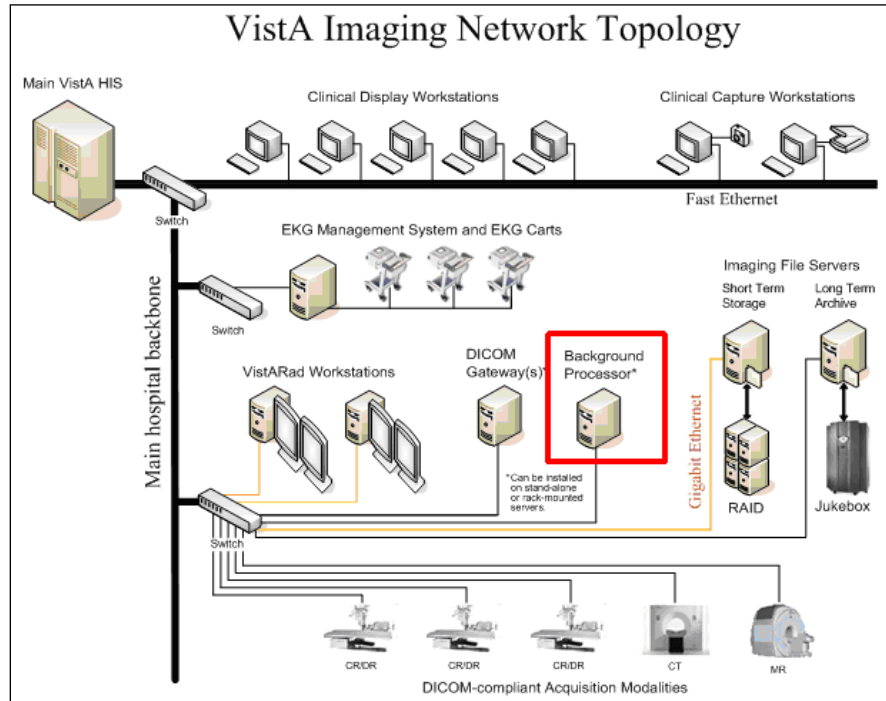 VistA Imaging Network Topology
Main VistA HIS
Clinical Display Workstations
Clinical Capture Workstations
Switch
Fast Ethernet
EKG Management System and EKG Carts
Switch
Imaging File Servers
Short Term
Storage
Long Term
Archive
Main hospital backbone
VistARad Workstations
DICOM
Gateway(s)*
Background
Processor*
*Can be installed
on stand-alone
or rack-mounted
servers.
Gigabit Ethernet
RAID
Jukebox
Switch
CR/DR
CR/DR
CR/DR
CT
MR
DICOM-compliant Acquisition Modalities